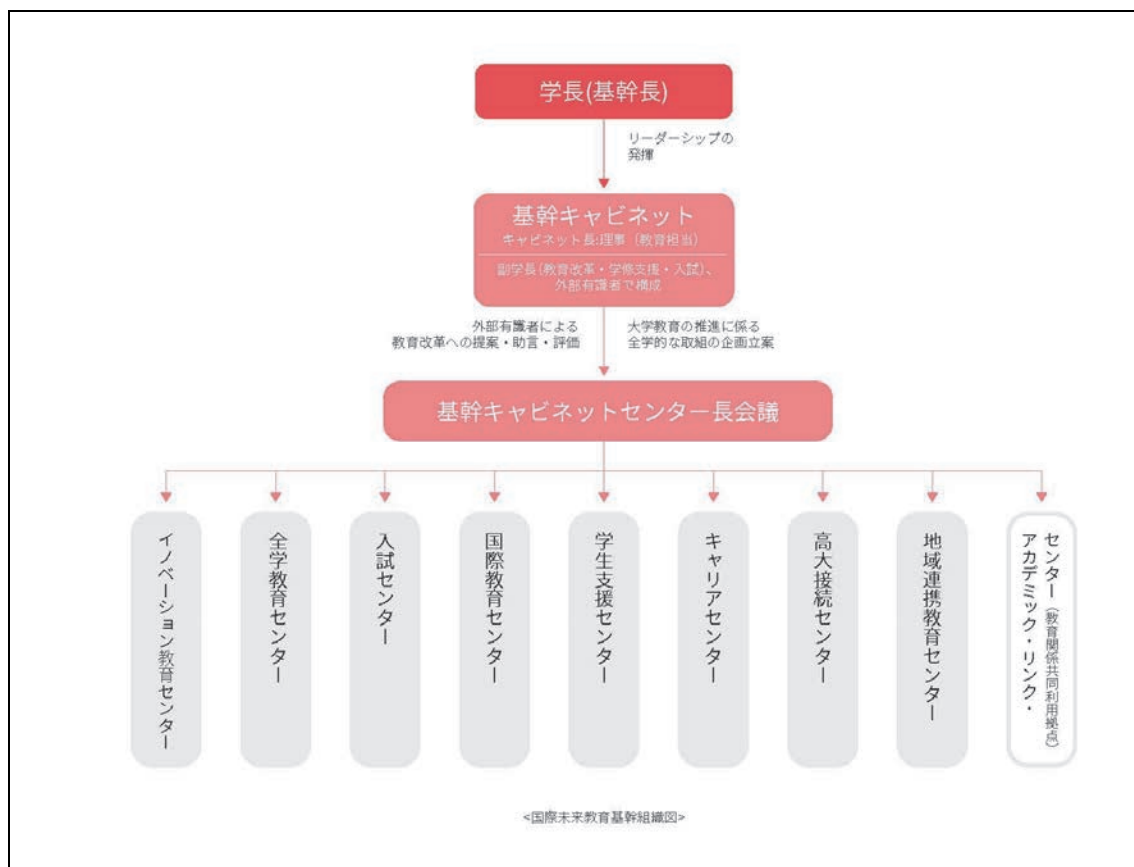 学長(基幹長)
リーダーシップの
発揮
基幹キャビネット
キャビネット長:理事（教育担当）
副学長(教育改革・学修支援・入試)、
外部有識者で構成
外部有識者による
教育改革への提案・助言・評価
大学教育の推進に係る
全学的な取組の企画立案
基幹キャビネットセンター長会議
イノベーション教育センター
全学教育センター
入試センター
国際教育センター
学生支援センター
キャリアセンター
高大接続センター
地域連携教育センター
アカデミック・リンク・
センター（教育関係共同利用拠点）
<国際未来教育基幹組織図>